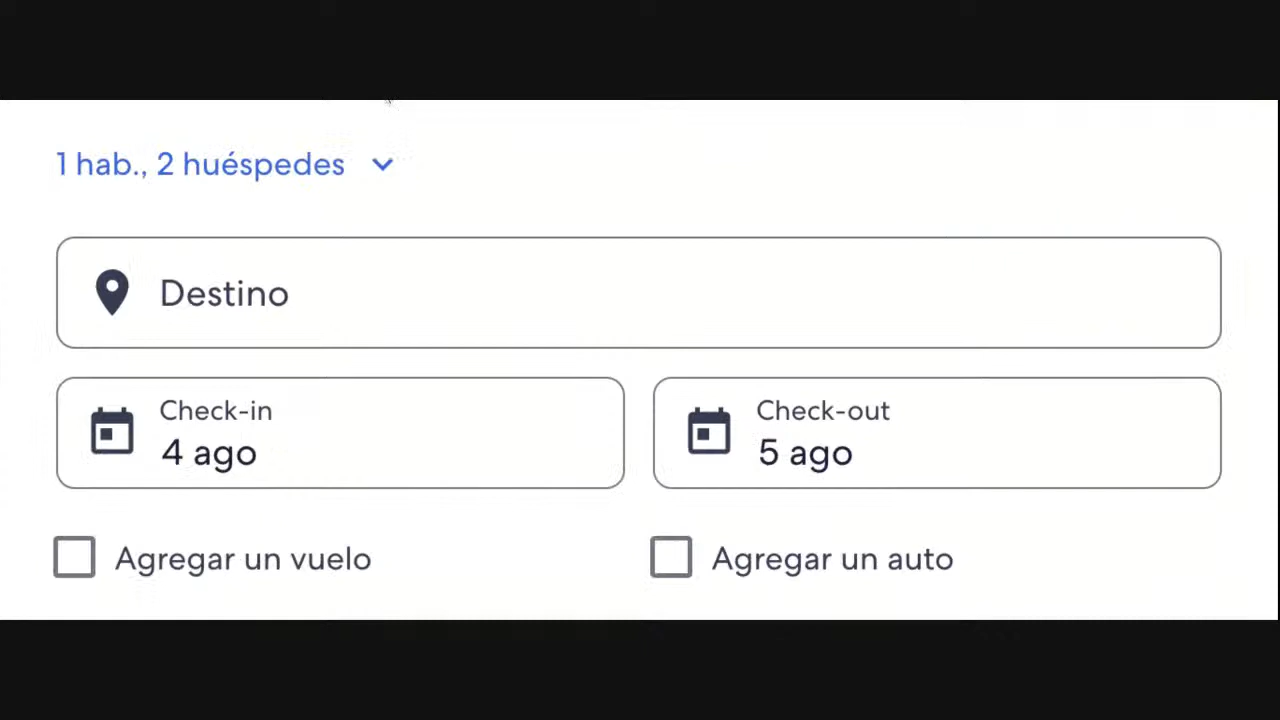 1 hab., 2 huéspedes
Destino
Check-in
4 ago
Check-out
5 ago
Agregar un vuelo
Agregar un auto